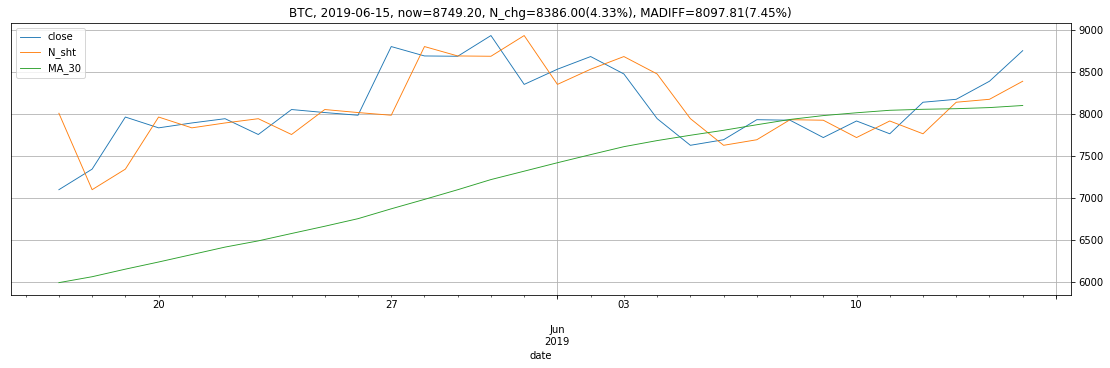 BTC, 2019-06-15, now=8749.20, N_chg=8386.00(4.33%), MADIFF=8097.81(7.45%)
close
N_sht
MA_30
9000
8500
8000
7500
7000
6500
6000
20
27
03
10
Jun
2019
date